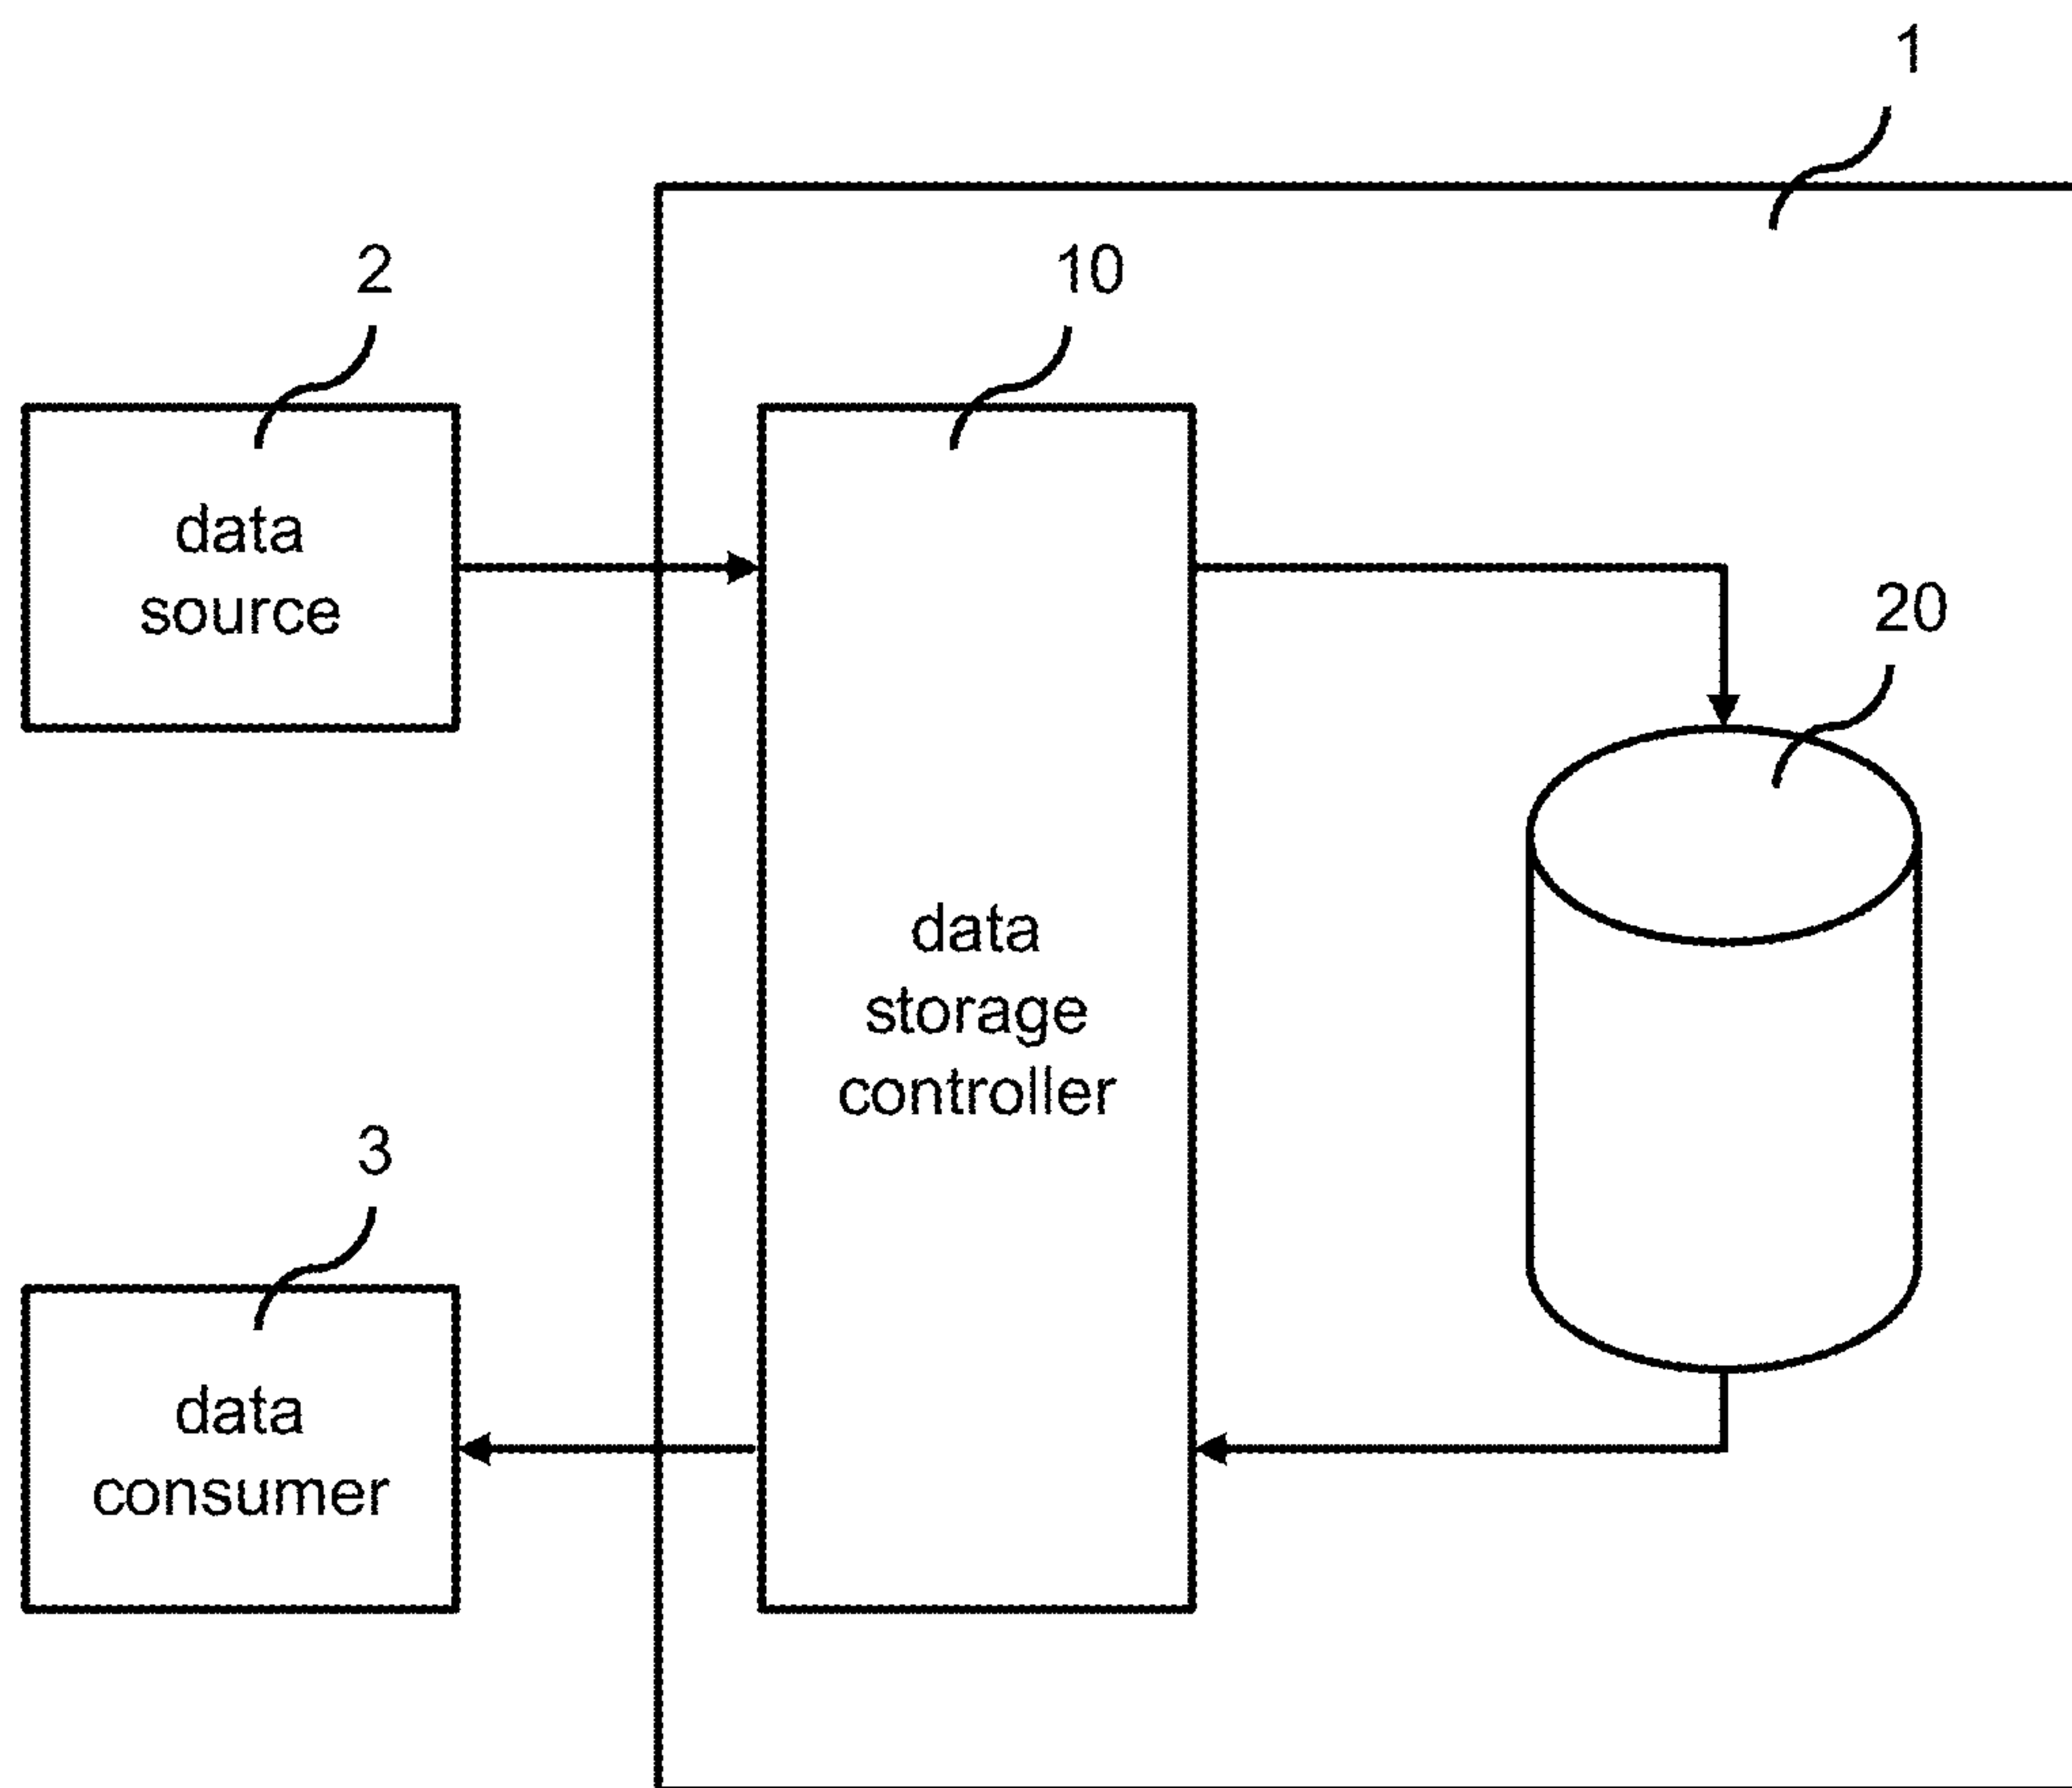 1
2
10
data
source
20
data
storage
controller
3
data
consumer